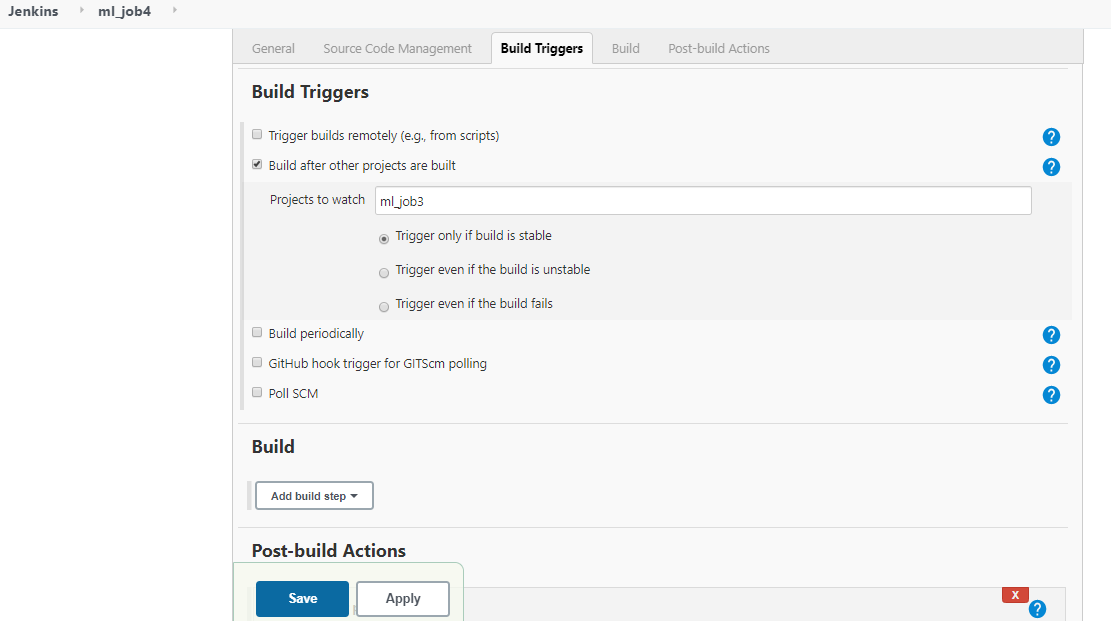 Jenkins ml_job4
General Source Code Management Build Triggers Build Post-build Actions
Build Triggers
Trigger builds remotely (e.g., from scripts) ?
Build after other projects are built ?
Projects to watch ml_job3
Trigger only if build is stable
Trigger even if the build is unstable
Trigger even if the build fails
Build periodically ?
GitHub hook trigger for GITScm polling ?
Poll SCM ?
Build
Add build step
Post-build Actions
X
Save Apply ?